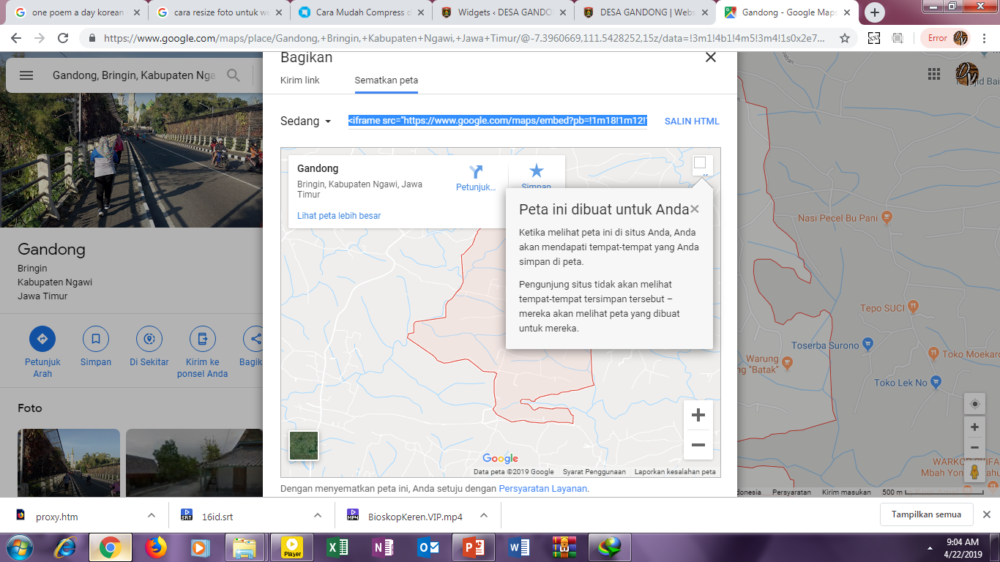 one poem a day korean
cara resize foto untuk we
Cara Mudah Compress d
Widgets ‹ DESA GANDO
DESA GANDONG | Webs
Gandong - Google Maps
https://www.google.com/maps/place/Gandong,+Bringin,+Kabupaten+Ngawi,+Jawa+Timur/@-7.3960669,111.5428252,15z/data=!3m1!4b1!4m5!3m4!1s0x2e7...
Error
Gandong, Bringin, Kabupaten Nga
Gandong
Bringin
Kabupaten Ngawi
Jawa Timur
Petunjuk Arah
Simpan
Di Sekitar
Kirim ke ponsel Anda
Bagik
Foto
Bagikan
Kirim link
Sematkan peta
Sedang
<iframe src="https://www.google.com/maps/embed?pb=!1m18!1m12!1
SALIN HTML
Gandong
Bringin, Kabupaten Ngawi, Jawa
Timur
Lihat peta lebih besar
Petunjuk...
Simpan
Peta ini dibuat untuk Anda
Ketika melihat peta ini di situs Anda, Anda
akan mendapati tempat-tempat yang Anda
simpan di peta.
Pengunjung situs tidak akan melihat
tempat-tempat tersimpan tersebut –
mereka akan melihat peta yang dibuat
untuk mereka.
Google
Data peta ©2019 Google
Syarat Penggunaan
Laporkan kesalahan peta
Dengan menyematkan peta ini, Anda setuju dengan Persyaratan Layanan.
Nasi Pecel Bu Pani
Tepo SUCI
Toserba Surono
Warung
ng "Batak"
Toko Moekard
Toko Lek No
Mbah Yon
donesia
Persyaratan
Kirim masukan
500 m
proxy.htm
SRT
16id.srt
MP4
BioskopKeren.VIP.mp4
Tampilkan semua
Player
9:04 AM
4/22/2019